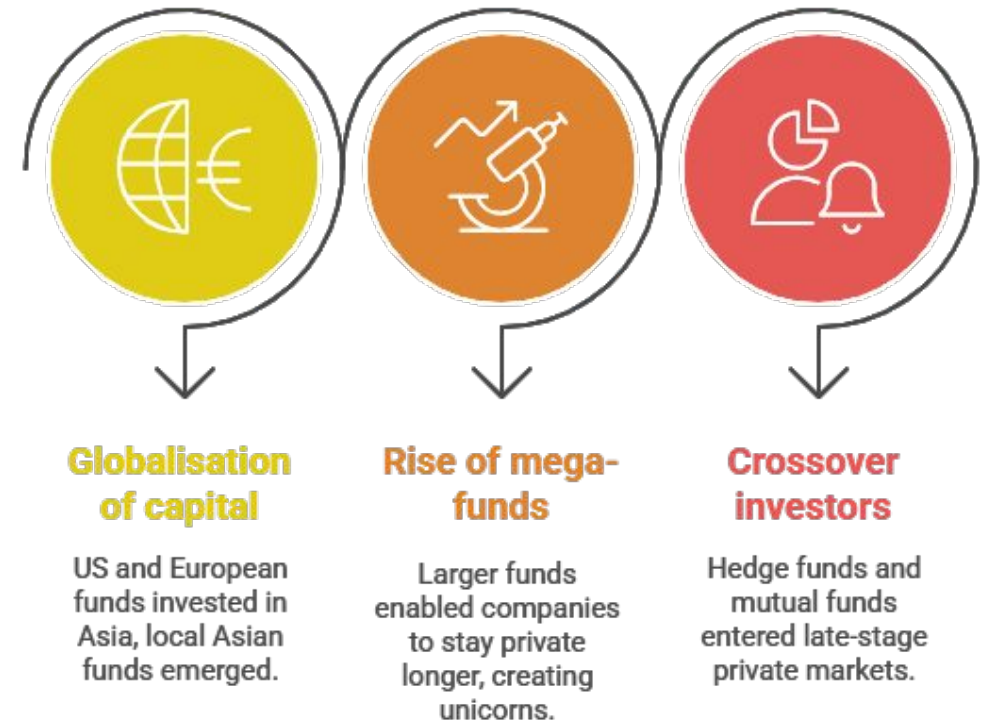 Globalisation
of capital
US and European
funds invested in
Asia, local Asian
funds emerged.
Rise of mega-
funds
Larger funds
enabled companies
to stay private
longer, creating
unicorns.
Crossover
investors
Hedge funds and
mutual funds
entered late-stage
private markets.